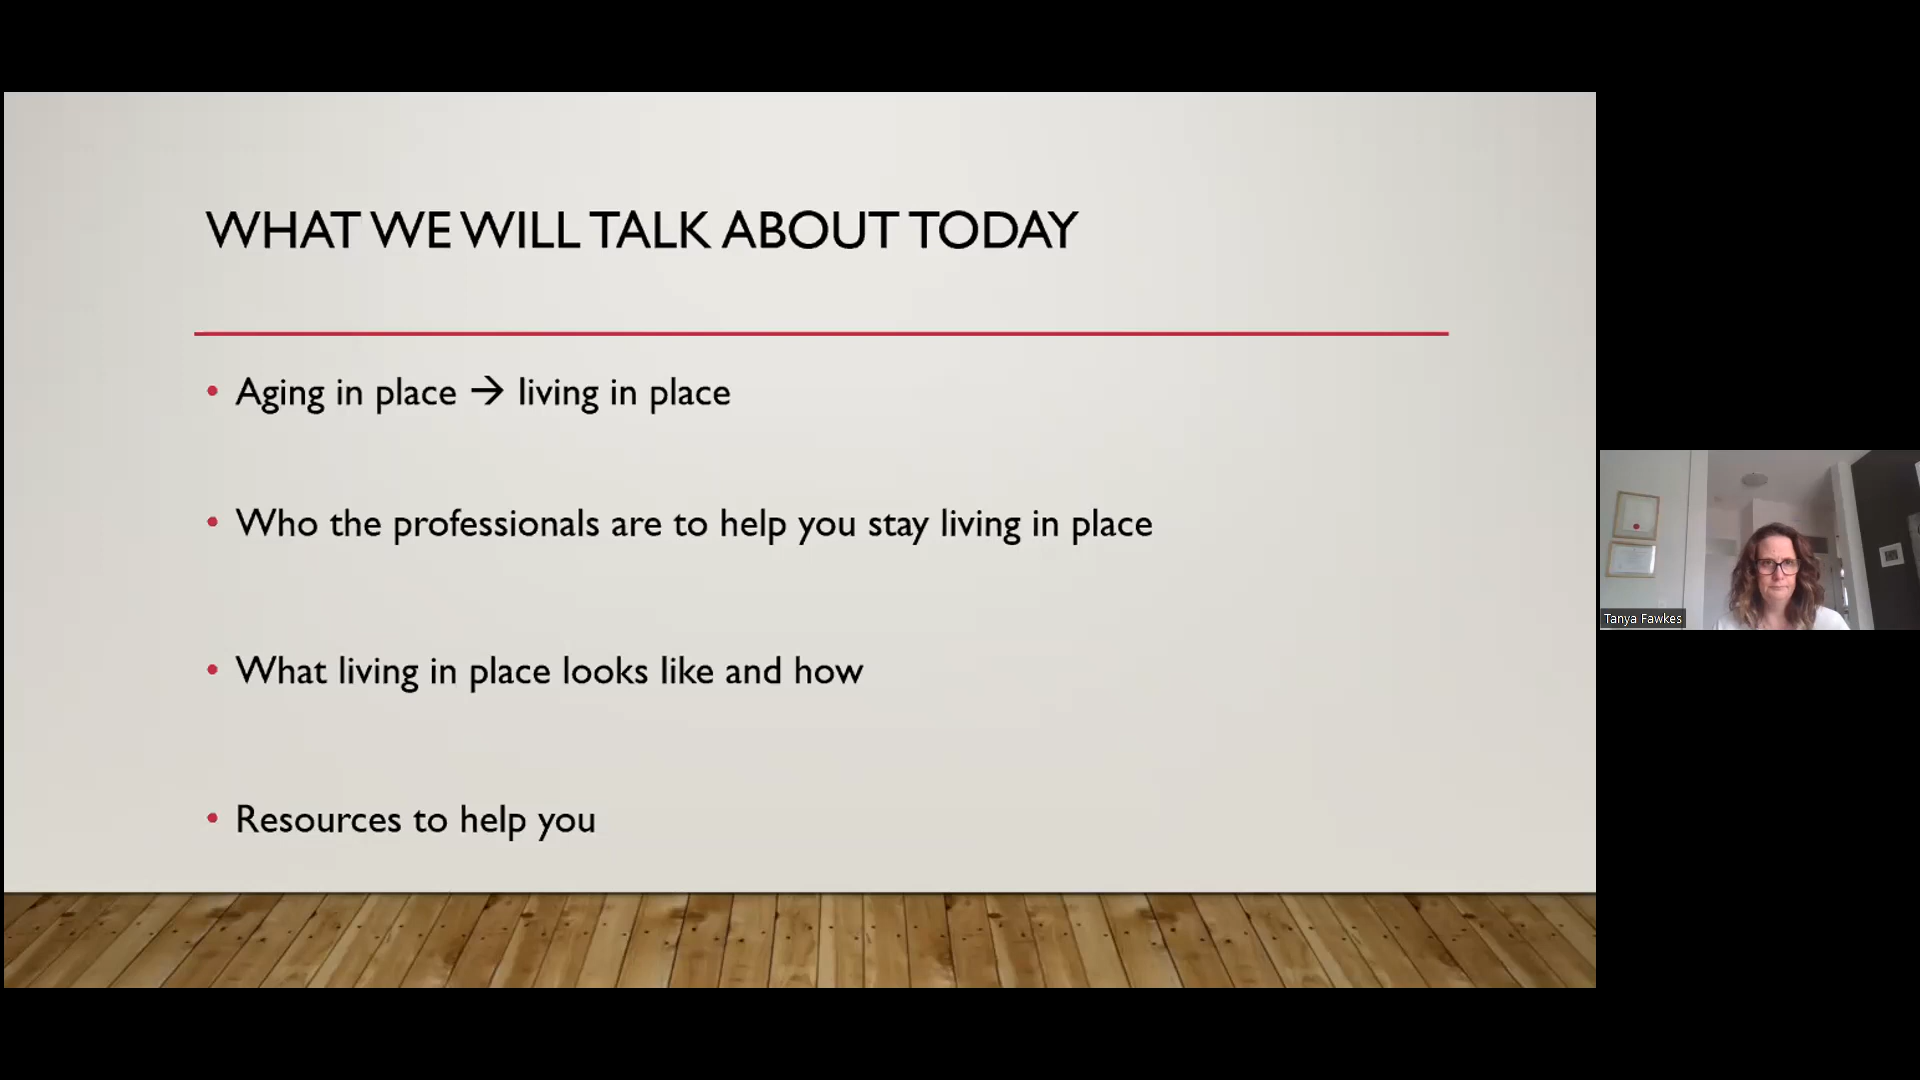 WHAT WE WILL TALK ABOUT TODAY
• Aging in place → living in place
• Who the professionals are to help you stay living in place
• What living in place looks like and how
• Resources to help you
Tanya Fawkes